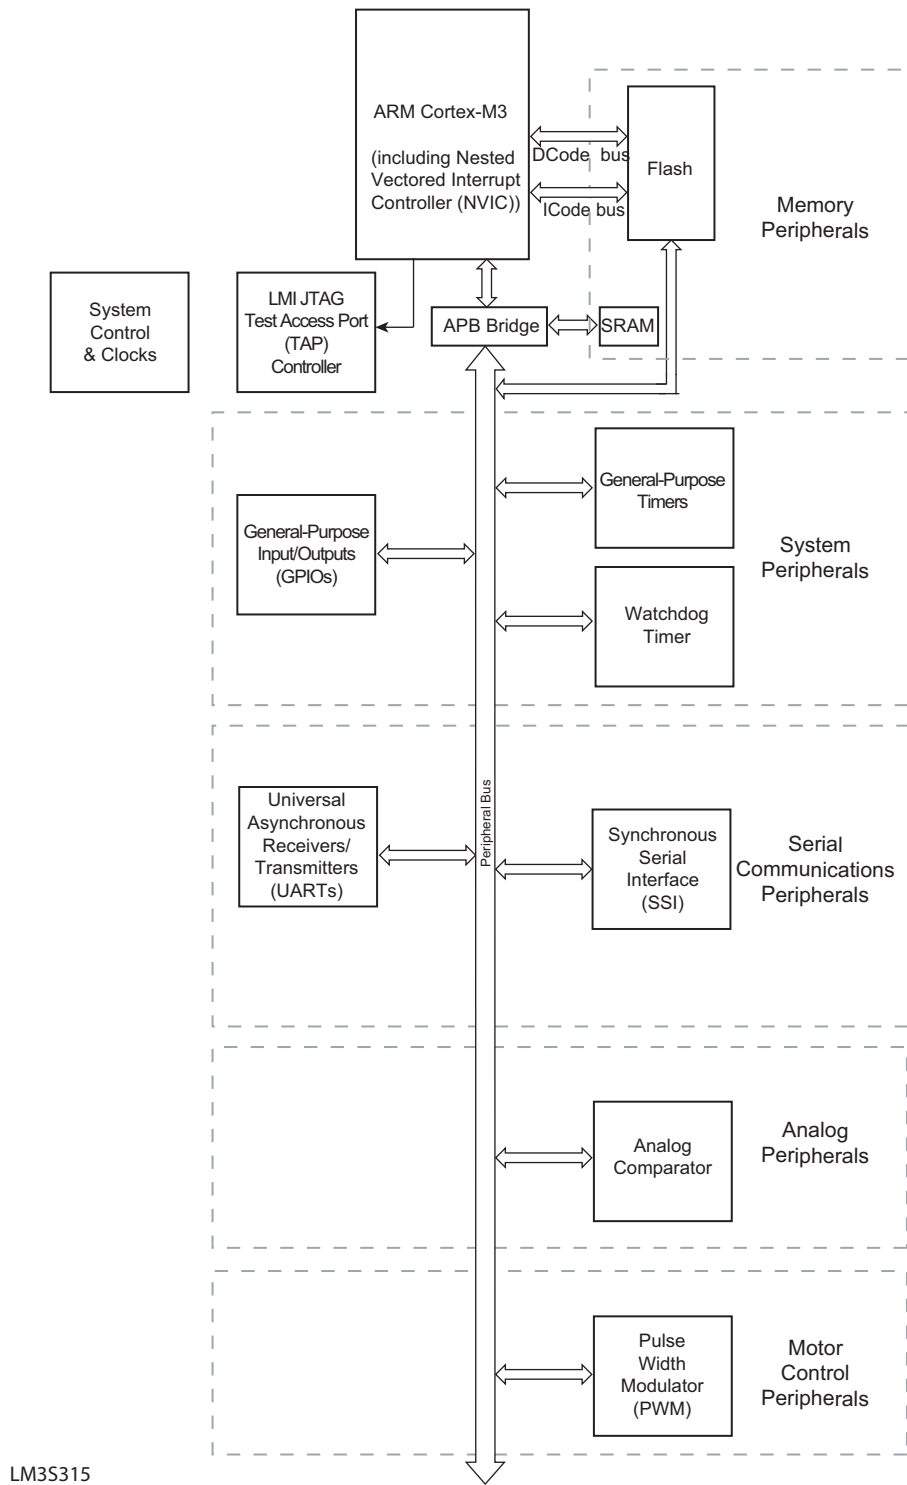 ARM Cortex-M3
(including Nested
Vectored Interrupt
Controller (NVIC))
DCode bus
ICode bus
Flash
Memory
Peripherals
System
Control
& Clocks
LMI JTAG
Test Access Port
(TAP)
Controller
APB Bridge
SRAM
General-Purpose
Timers
General-Purpose
Input/Outputs
(GPIOs)
System
Peripherals
Watchdog
Timer
Peripheral Bus
Universal
Asynchronous
Receivers/
Transmitters
(UARTs)
Synchronous
Serial
Interface
(SSI)
Serial
Communications
Peripherals
Analog
Comparator
Analog
Peripherals
Pulse
Width
Modulator
(PWM)
Motor
Control
Peripherals
LM3S315